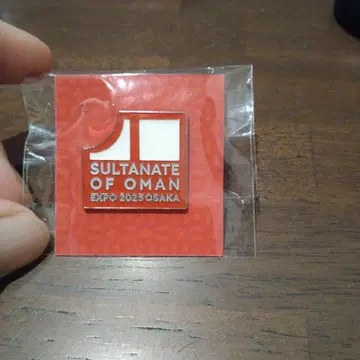 SULTANATE
OF OMAN
EXPO 2025 OSAKA